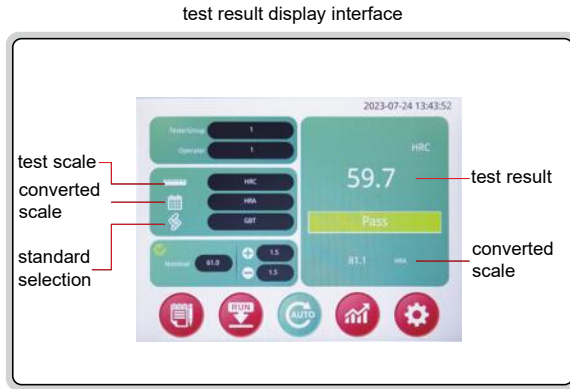 test result display interface
2023-07-24 13:43:52
TesterGroup 1
Operator 1
test scale
HRC
converted
scale
HRA
standard
selection
GBT
Nominal 61.0
1.5
1.5
HRC
59.7
test result
Pass
81.1 HRA
converted
scale
RUN
AUTO